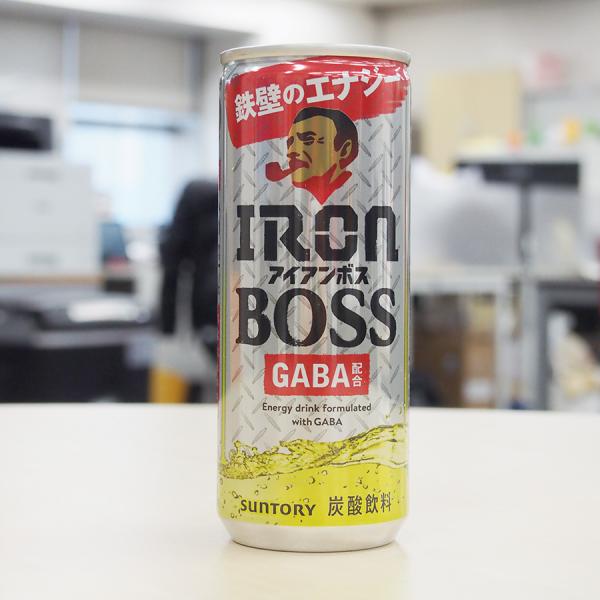 鉄壁のエナジー
IRON
アイアンボス
BOSS
GABA配合
Energy drink formulated
with GABA
SUNTORY 炭酸飲料